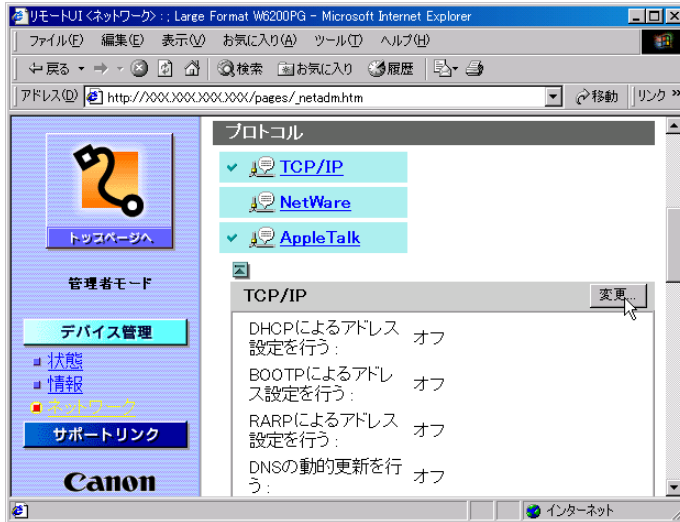 リモートUI <ネットワーク> : ; Large Format W6200PG - Microsoft Internet Explorer
ファイル(F) 編集(E) 表示(V) お気に入り(A) ツール(T) ヘルプ(H)
戻る 検索 お気に入り 履歴
アドレス(D) http://XXX.XXX.XXX.XXX/pages/_netadm.htm 移動 リンク »
プロトコル
TCP/IP
NetWare
AppleTalk
トップページへ
管理者モード
デバイス管理
状態
情報
ネットワーク
サポートリンク
Canon
TCP/IP 変更...
DHCPによるアドレス
設定を行う : オフ
BOOTPによるアドレ
ス設定を行う : オフ
RARPによるアドレス
設定を行う : オフ
DNSの動的更新を行
う : オフ
インターネット